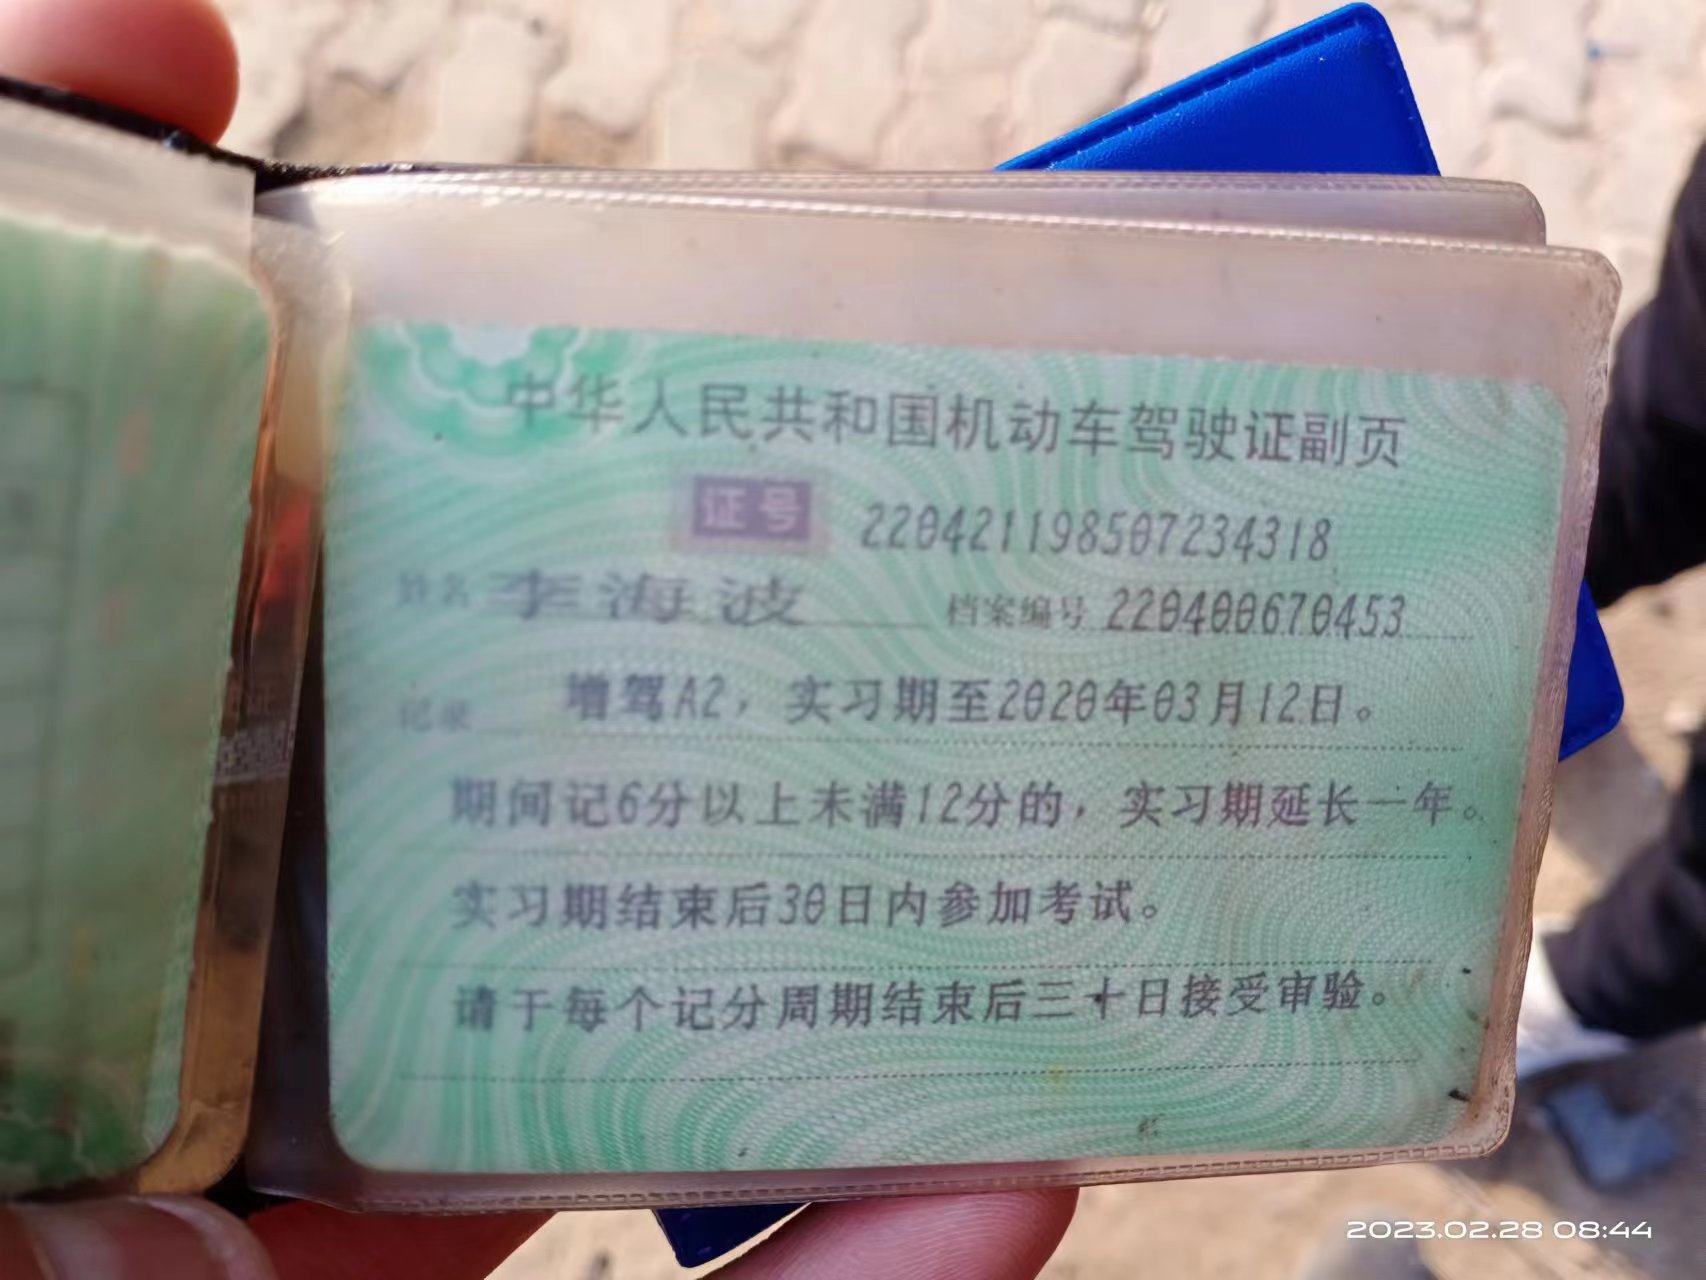 中华人民共和国机动车驾驶证副页
证号 220421198507234318
姓名 李海波 档案编号 220400670453
记录 增驾A2，实习期至2020年03月12日。
期间记6分以上未满12分的，实习期延长一年。
实习期结束后30日内参加考试。
请于每个记分周期结束后三十日接受审验。
2023.02.28 08:44